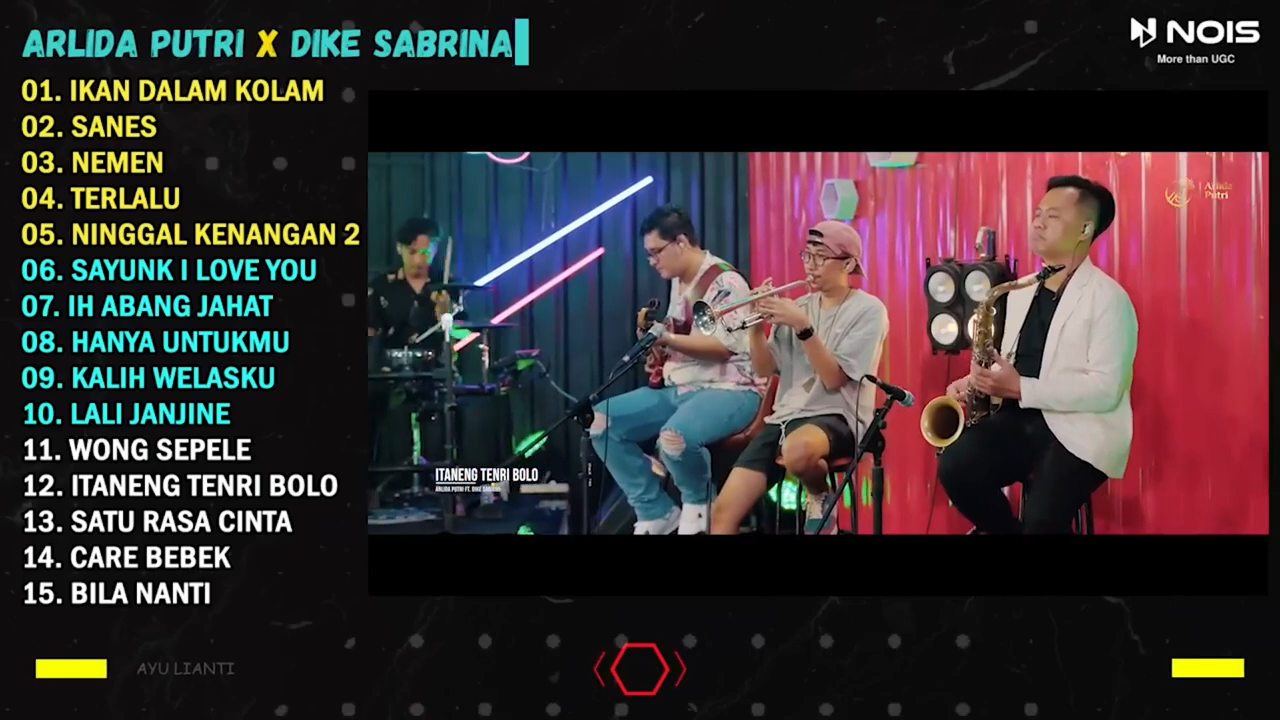 ARLIDA PUTRI X DIKE SABRINA
NOIS
More than UGC
01. IKAN DALAM KOLAM
02. SANES
03. NEMEN
04. TERLALU
05. NINGGAL KENANGAN 2
06. SAYUNK I LOVE YOU
07. IH ABANG JAHAT
08. HANYA UNTUKMU
09. KALIH WELASKU
10. LALI JANJINE
11. WONG SEPELE
12. ITANENG TENRI BOLO
13. SATU RASA CINTA
14. CARE BEBEK
15. BILA NANTI
Arlida
Putri
ITANENG TENRI BOLO
ARLIDA PUTRI FT. DIKE SABRINA
AYU LIANTI